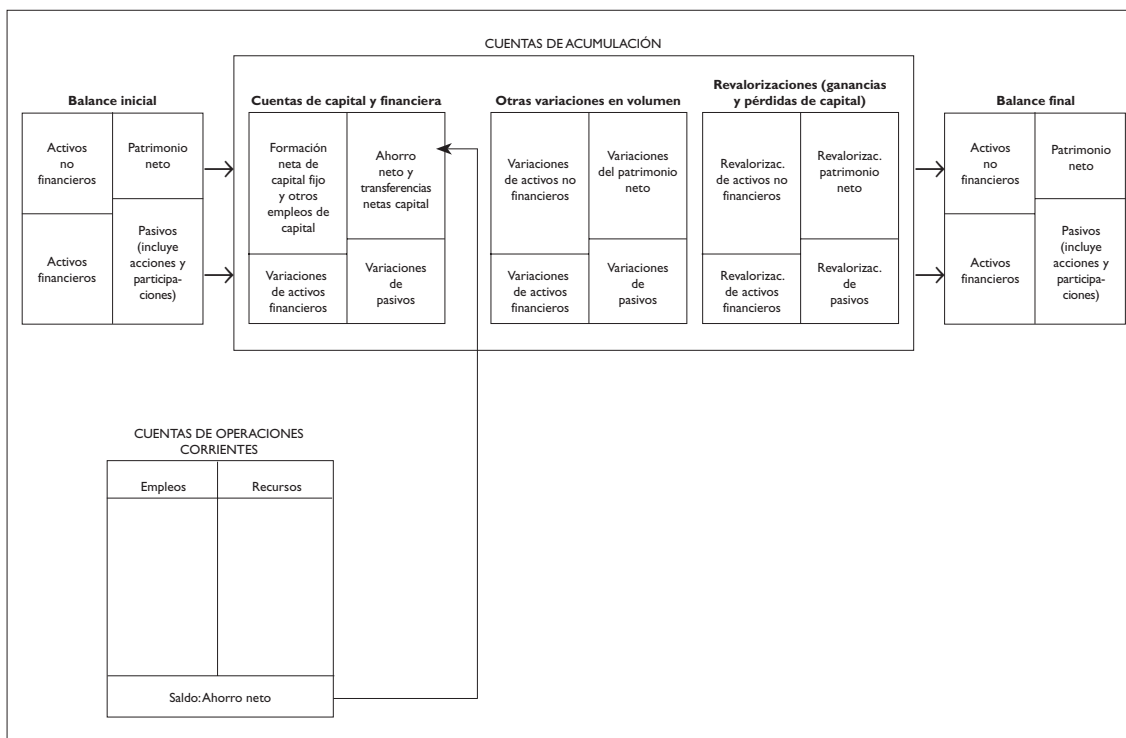 CUENTAS DE ACUMULACIÓN
Balance inicial
Activos
no
financieros
Patrimonio
neto
Activos
financieros
Pasivos
(incluye
acciones y
participa-
ciones)
Cuentas de capital y financiera
Formación
neta de
capital fijo
y otros
empleos de
capital
Ahorro
neto y
transferencias
netas capital
Variaciones
de activos
financieros
Variaciones
de
pasivos
Otras variaciones en volumen
Variaciones
de activos no
financieros
Variaciones
del patrimonio
neto
Variaciones
de activos
financieros
Variaciones
de
pasivos
Revalorizaciones (ganancias
y pérdidas de capital)
Revalorizac.
de activos no
financieros
Revalorizac.
patrimonio
neto
Revalorizac.
de activos
financieros
Revalorizac.
de
pasivos
Balance final
Activos
no
financieros
Patrimonio
neto
Activos
financieros
Pasivos
(incluye
acciones y
participa-
ciones)
CUENTAS DE OPERACIONES
CORRIENTES
Empleos
Recursos
Saldo: Ahorro neto